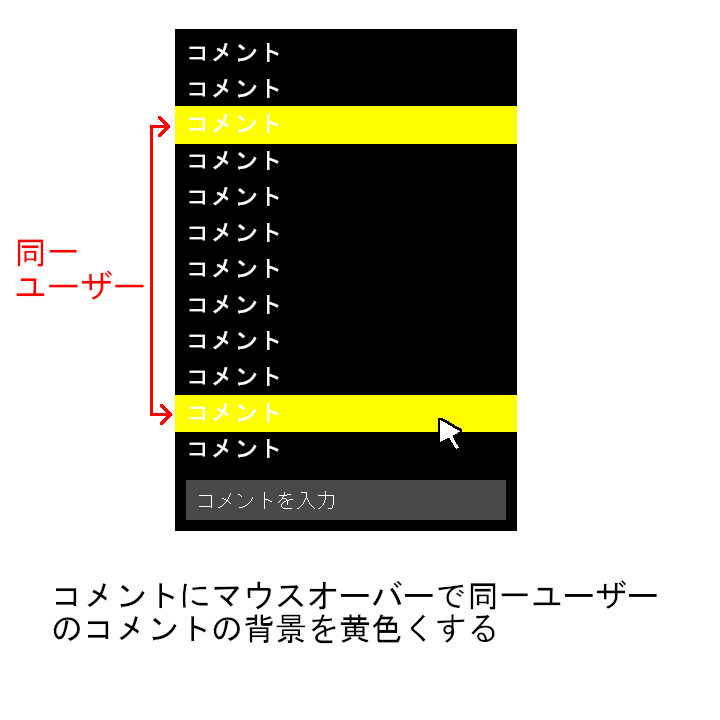 コメント
コメント
コメント
コメント
コメント
コメント
コメント
コメント
コメント
コメント
コメント
コメント
コメントを入力
同一
ユーザー
コメントにマウスオーバーで同一ユーザー
のコメントの背景を黄色くする